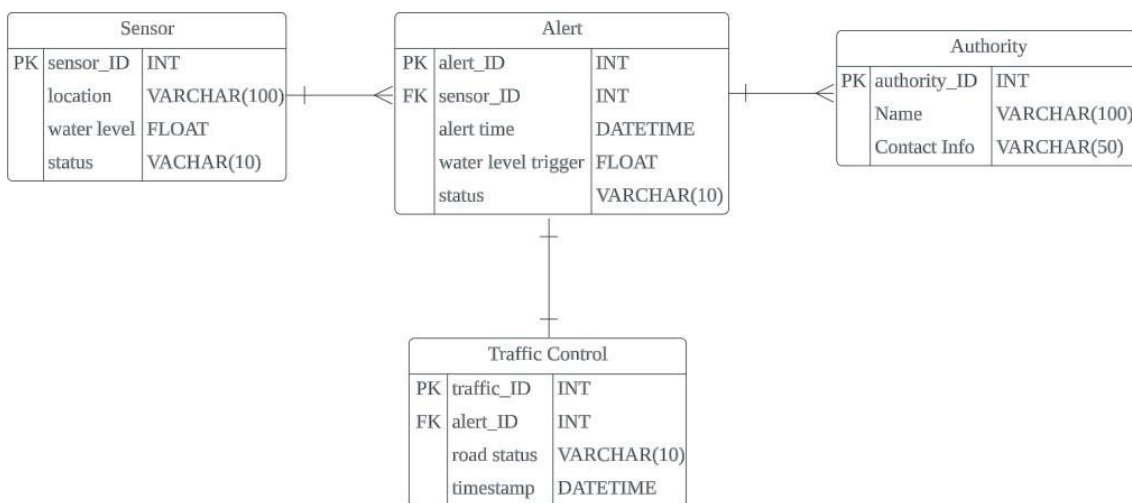 Sensor
PK sensor_ID INT
location VARCHAR(100)
water level FLOAT
status VACHAR(10)
Alert
PK alert_ID INT
FK sensor_ID INT
alert time DATETIME
water level trigger FLOAT
status VARCHAR(10)
Authority
PK authority_ID INT
Name VARCHAR(100)
Contact Info VARCHAR(50)
Traffic Control
PK traffic_ID INT
FK alert_ID INT
road status VARCHAR(10)
timestamp DATETIME